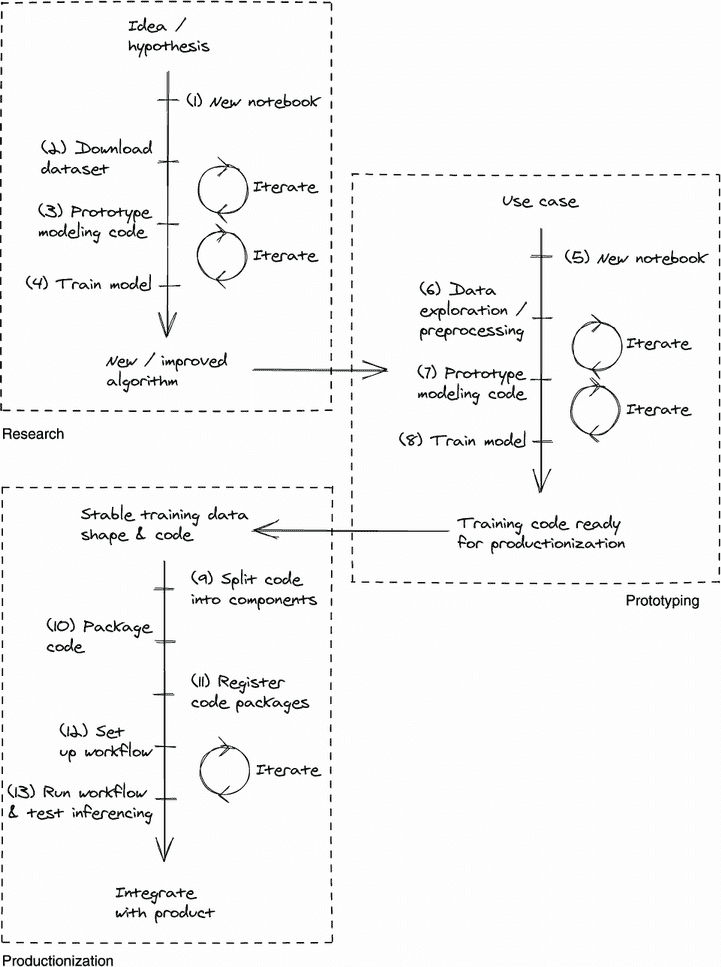 Idea /
hypothesis
(1) New notebook
(2) Download
dataset
Iterate
(3) Prototype
modeling code
Iterate
(4) Train model
New / improved
algorithm
Research
Use case
(5) New notebook
(6) Data
exploration /
preprocessing
Iterate
(7) Prototype
modeling code
Iterate
(8) Train model
Training code ready
for productionization
Prototyping
Stable training data
shape & code
(9) Split code
into components
(10) Package
code
(11) Register
code packages
(12) Set
up workflow
Iterate
(13) Run workflow
& test inferencing
Integrate
with product
Productionization